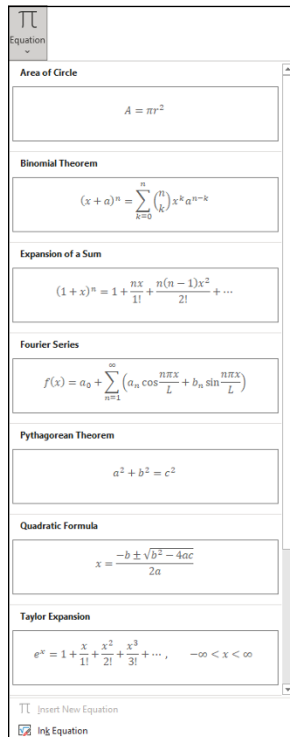 π
Equation
Area of Circle
A = πr²
Binomial Theorem
(x + a)ⁿ = ∑ₖ₌₀ⁿ (n k) xᵏaⁿ⁻ᵏ
Expansion of a Sum
(1 + x)ⁿ = 1 + nx/1! + n(n − 1)x²/2! + ⋯
Fourier Series
f(x) = a₀ + ∑ₙ₌₁^∞ (aₙ cos nπx/L + bₙ sin nπx/L)
Pythagorean Theorem
a² + b² = c²
Quadratic Formula
x = −b ± √(b² − 4ac) / 2a
Taylor Expansion
eˣ = 1 + x/1! + x²/2! + x³/3! + ⋯ , −∞ < x < ∞
π Insert New Equation
Ink Equation